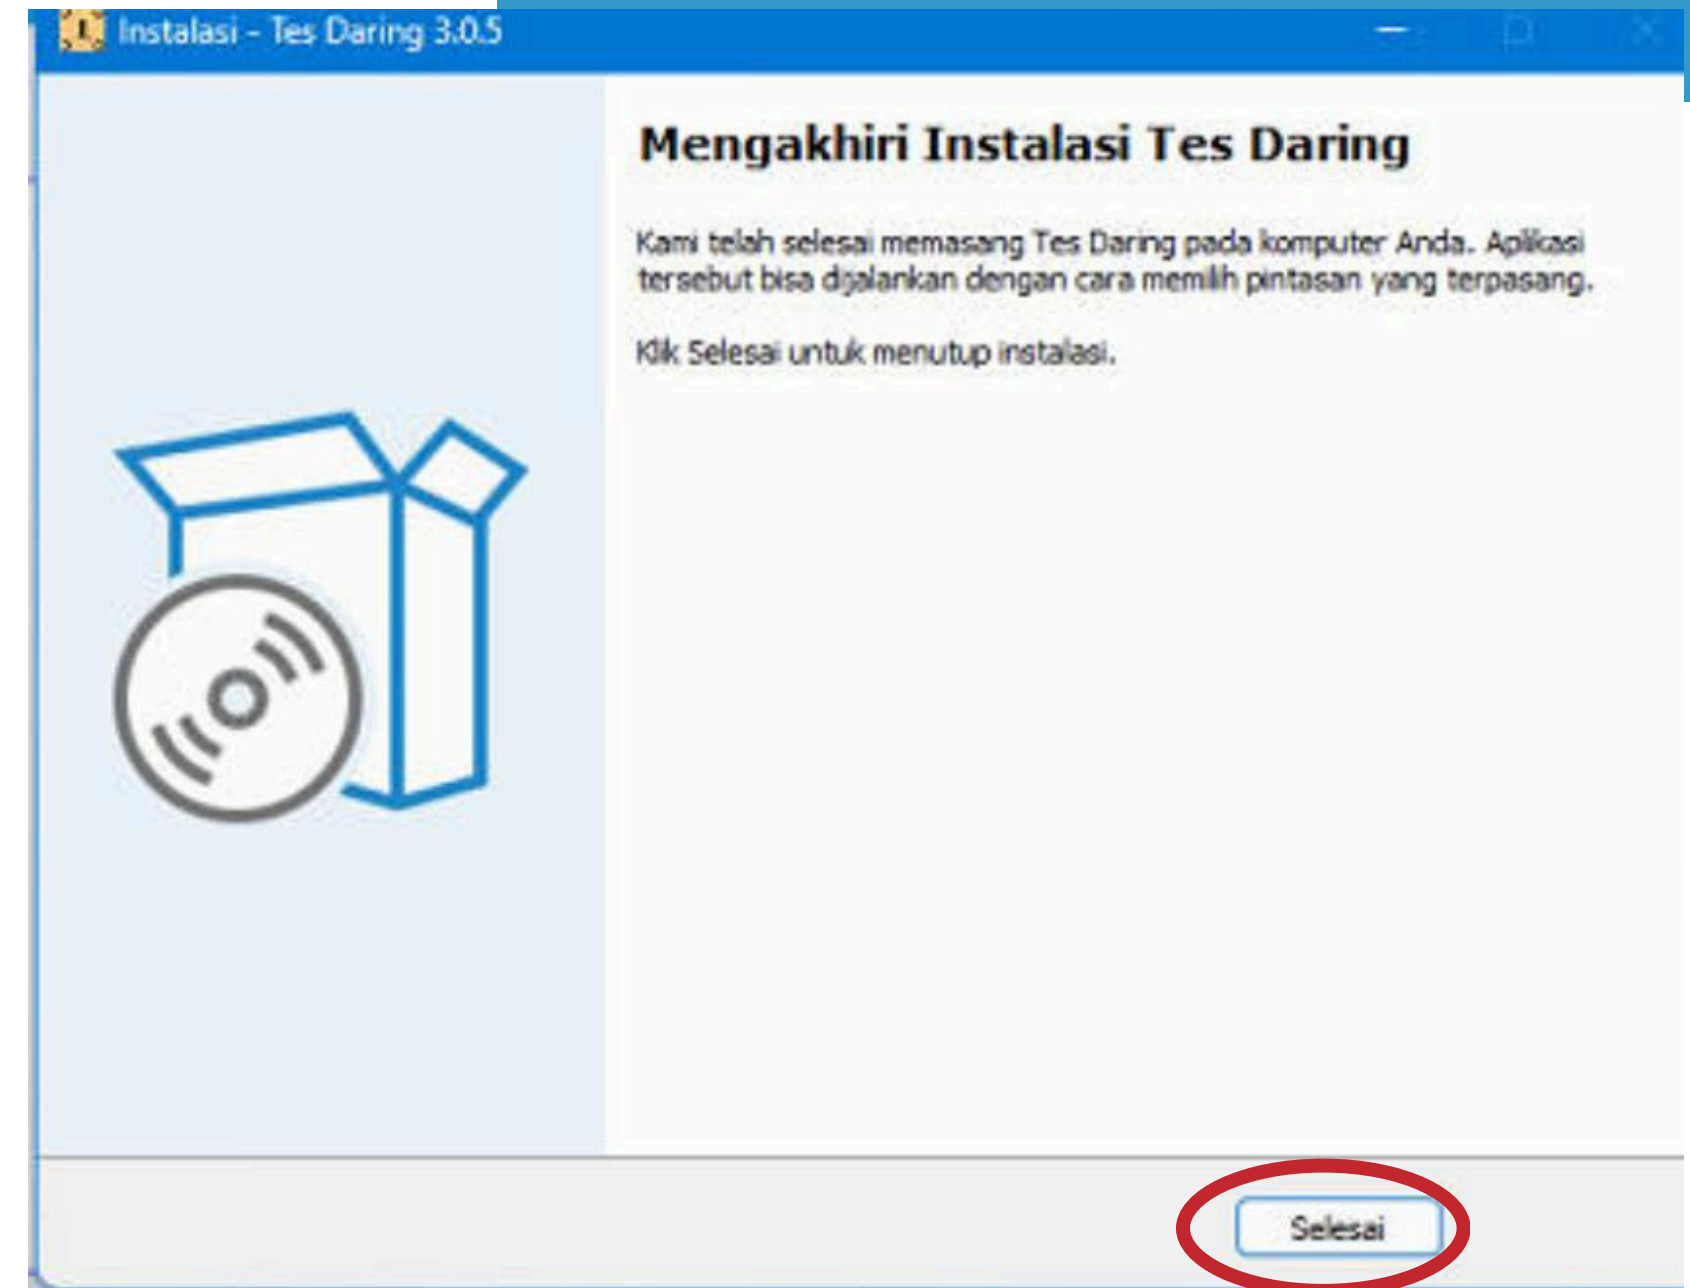 Instalasi - Tes Daring 3.0.5
Mengakhiri Instalasi Tes Daring
Kami telah selesai memasang Tes Daring pada komputer Anda. Aplikasi
tersebut bisa dijalankan dengan cara memilih pintasan yang terpasang.
Klik Selesai untuk menutup instalasi.
Selesai